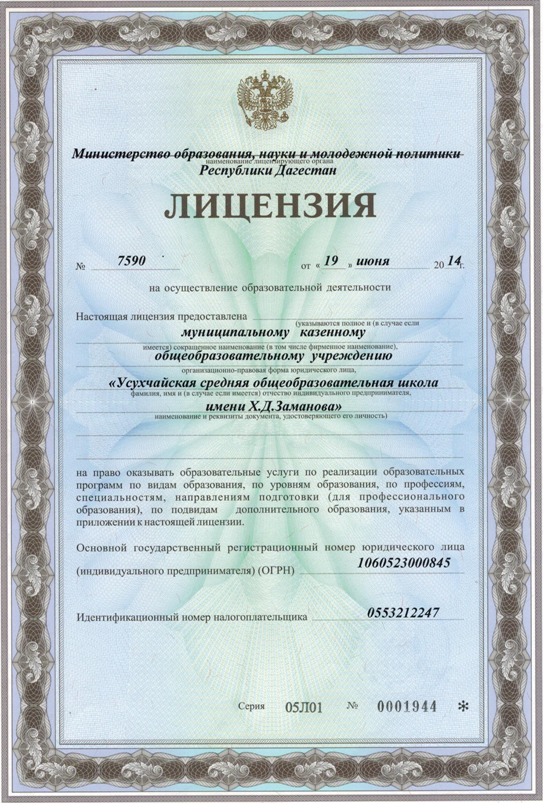 Министерство образования, науки и молодежной политики
наименование лицензирующего органа
Республики Дагестан
ЛИЦЕНЗИЯ
№ 7590 от « 19 » июня 2014г.
на осуществление образовательной деятельности
Настоящая лицензия предоставлена
(указываются полное и (в случае если
муниципальному казенному
имеется) сокращенное наименование (в том числе фирменное наименование),
общеобразовательному учреждению
организационно-правовая форма юридического лица,
«Усухчайская средняя общеобразовательная школа
фамилия, имя и (в случае если имеется) отчество индивидуального предпринимателя,
имени Х.Д.Заманова»
наименование и реквизиты документа, удостоверяющего его личность)
на право оказывать образовательные услуги по реализации образовательных
программ по видам образования, по уровням образования, по профессиям,
специальностям, направлениям подготовки (для профессионального
образования), по подвидам дополнительного образования, указанным в
приложении к настоящей лицензии.
Основной государственный регистрационный номер юридического лица
(индивидуального предпринимателя) (ОГРН) 1060523000845
Идентификационный номер налогоплательщика 0553212247
Серия 05Л01 № 0001944 *